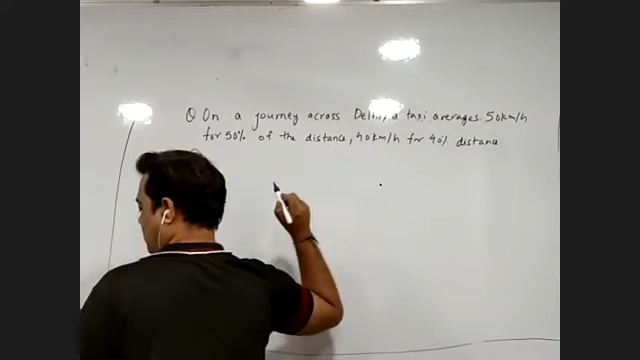 Q On a journey across Delhi, a taxi averages 50km/h
for 50% of the distance, 40km/h for 40% distance